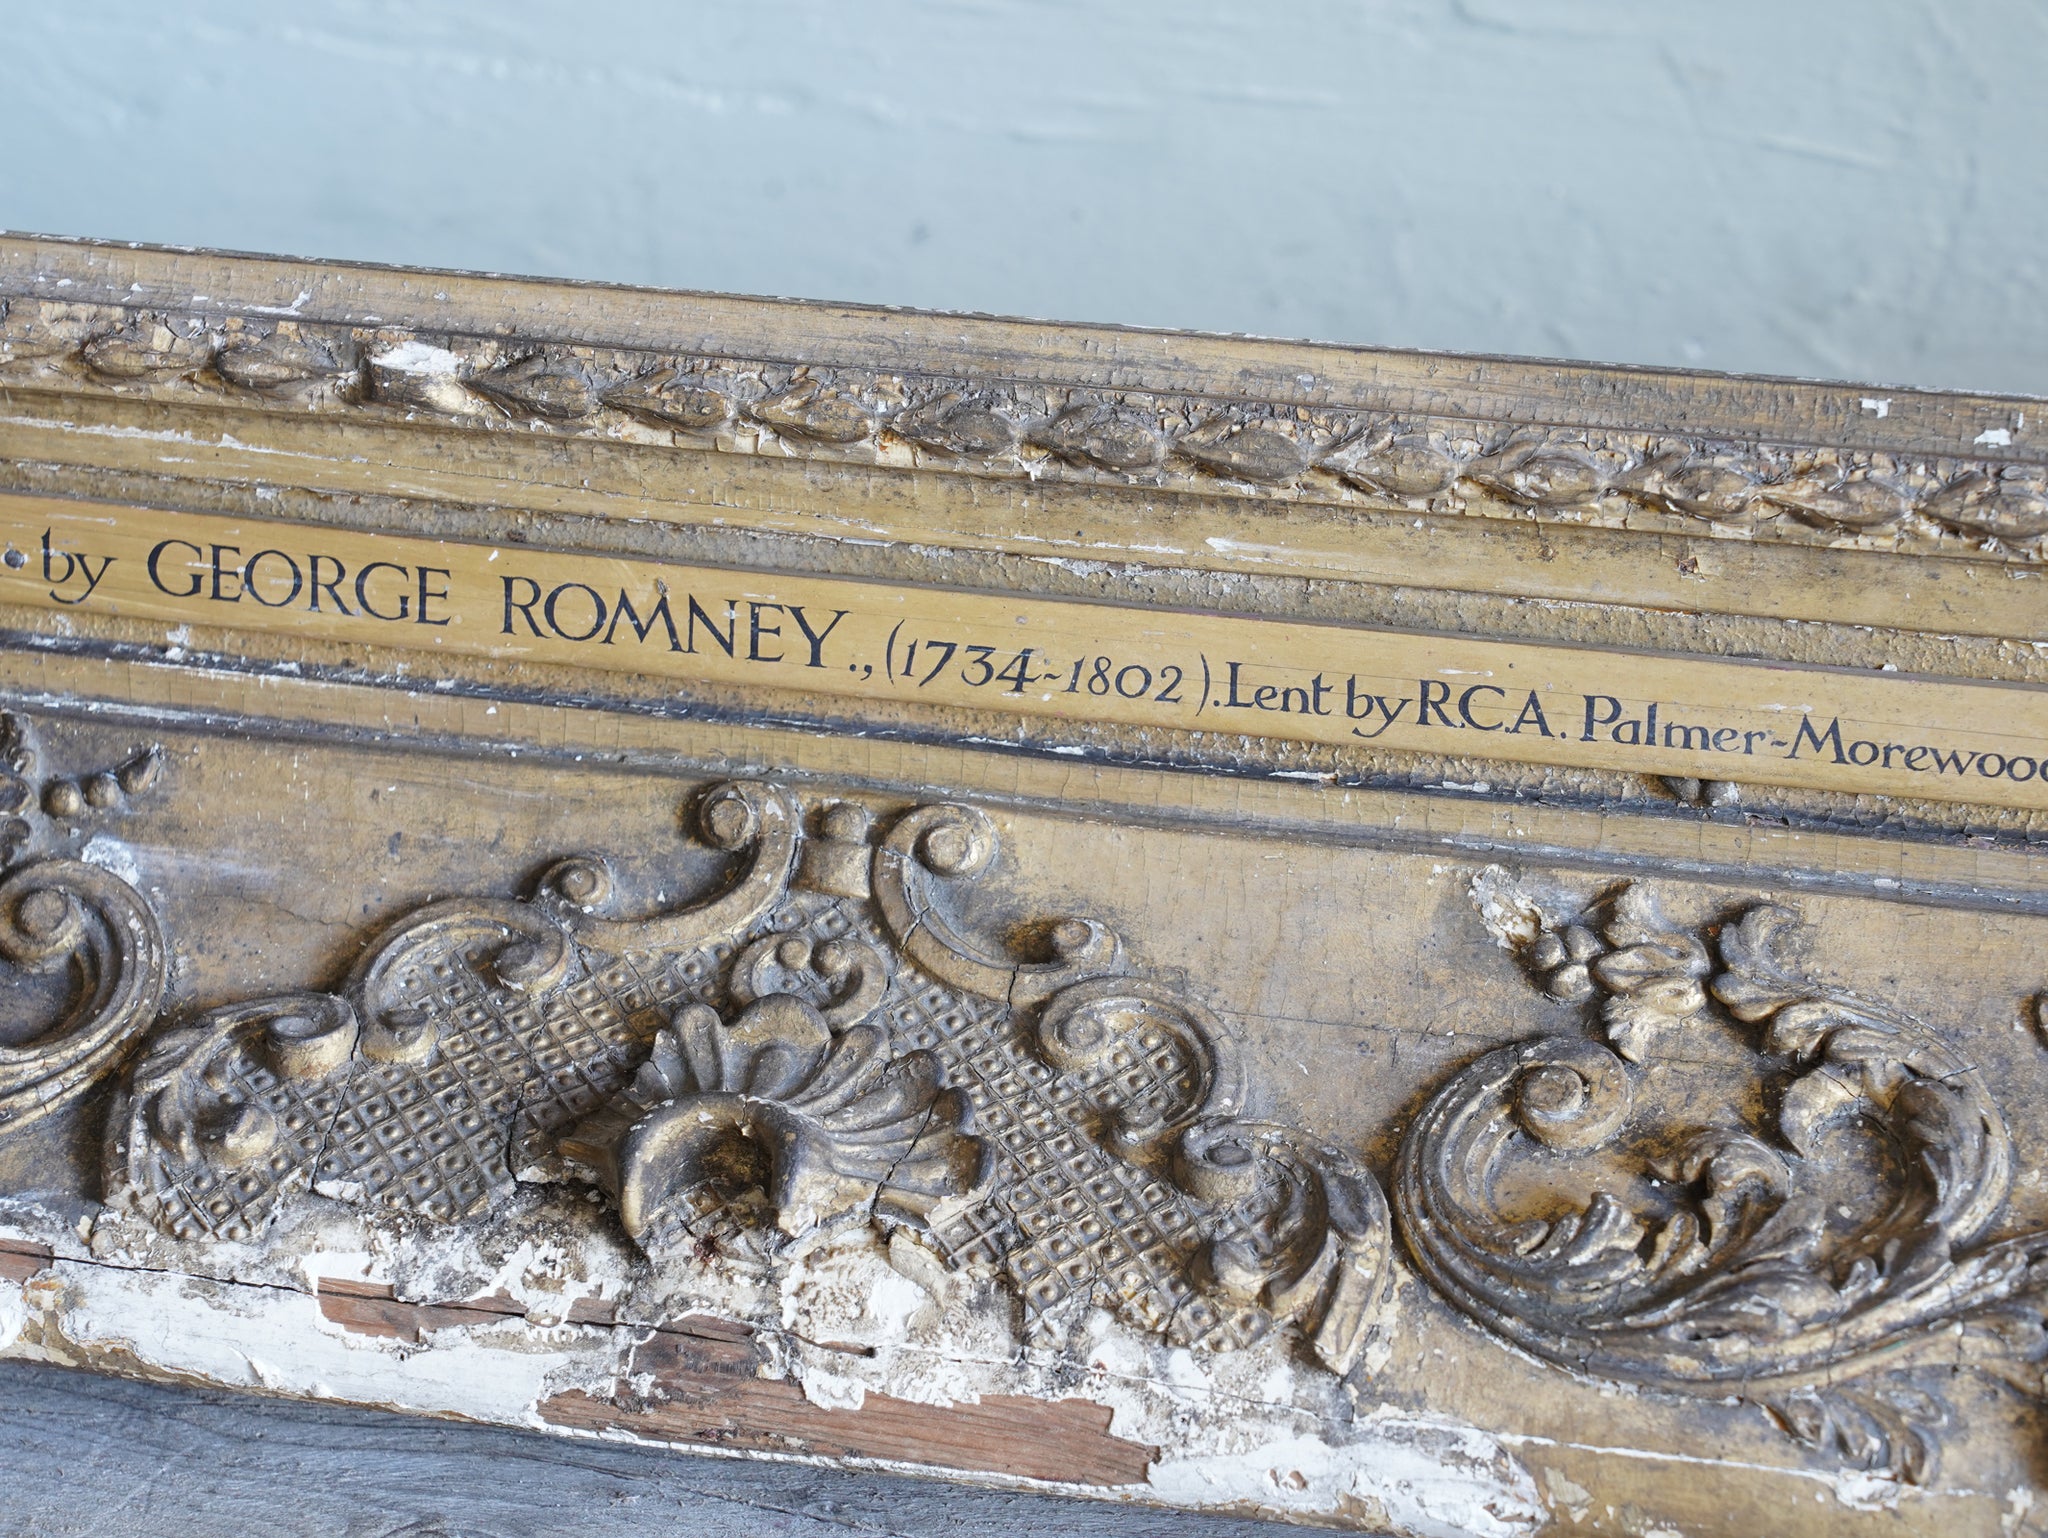 • by GEORGE ROMNEY., (1734-1802). Lent by R.C.A. Palmer-Morewood